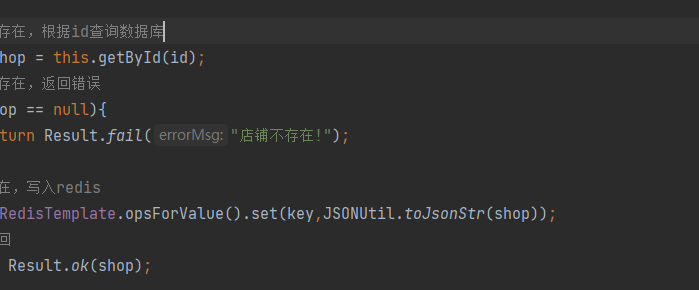 存在，根据id查询数据库
hop = this.getById(id);
存在，返回错误
op == null){
turn Result.fail( errorMsg: "店铺不存在!");
在，写入redis
RedisTemplate.opsForValue().set(key,JSONUtil.toJsonStr(shop));
回
Result.ok(shop);